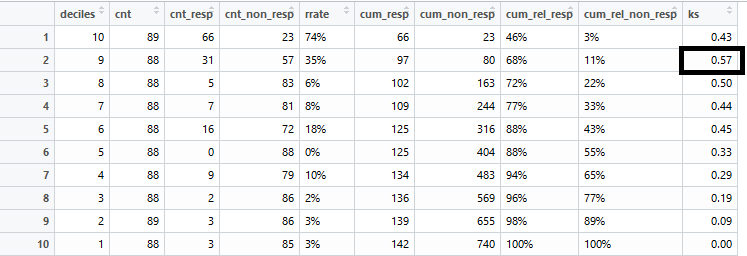 deciles cnt cnt_resp cnt_non_resp rrate cum_resp cum_non_resp cum_rel_resp cum_rel_non_resp ks
1 10 89 66 23 74% 66 23 46% 3% 0.43
2 9 88 31 57 35% 97 80 68% 11% 0.57
3 8 88 5 83 6% 102 163 72% 22% 0.50
4 7 88 7 81 8% 109 244 77% 33% 0.44
5 6 88 16 72 18% 125 316 88% 43% 0.45
6 5 88 0 88 0% 125 404 88% 55% 0.33
7 4 88 9 79 10% 134 483 94% 65% 0.29
8 3 88 2 86 2% 136 569 96% 77% 0.19
9 2 89 3 86 3% 139 655 98% 89% 0.09
10 1 88 3 85 3% 142 740 100% 100% 0.00